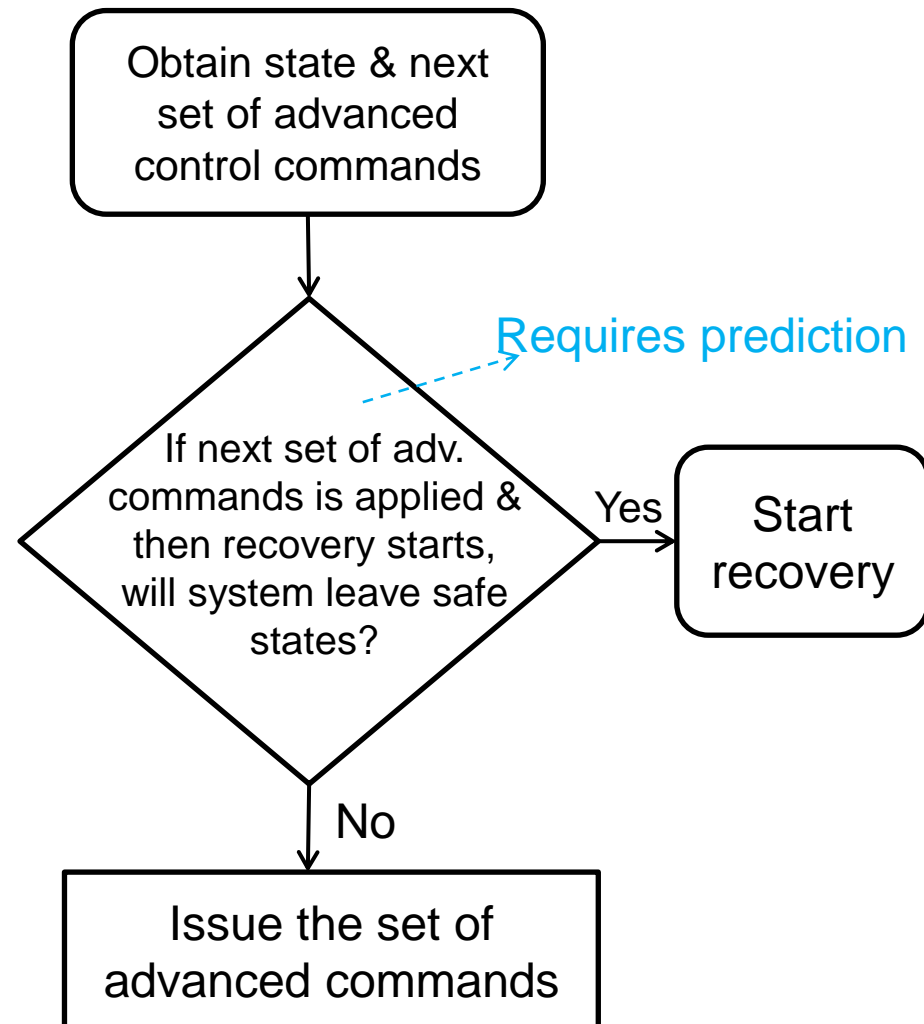 Obtain state & next
set of advanced
control commands
Requires prediction
If next set of adv.
commands is applied &
then recovery starts,
will system leave safe
states?
Yes
Start
recovery
No
Issue the set of
advanced commands